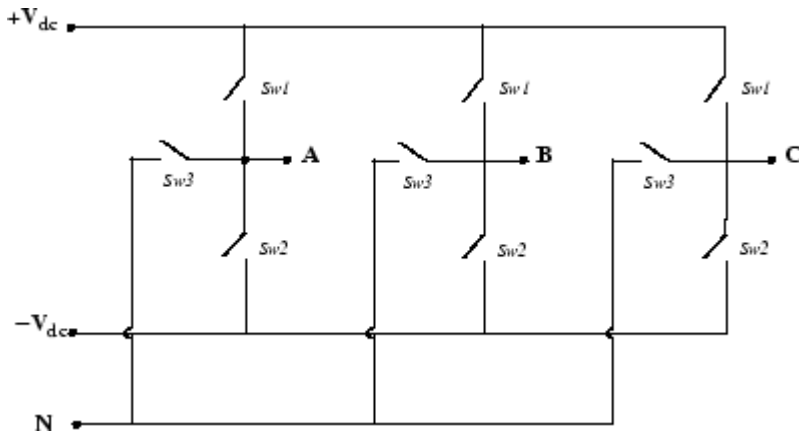 +Vdc
Sw1 Sw1 Sw1
A B C
Sw3 Sw3 Sw3
Sw2 Sw2 Sw2
−Vdc
N